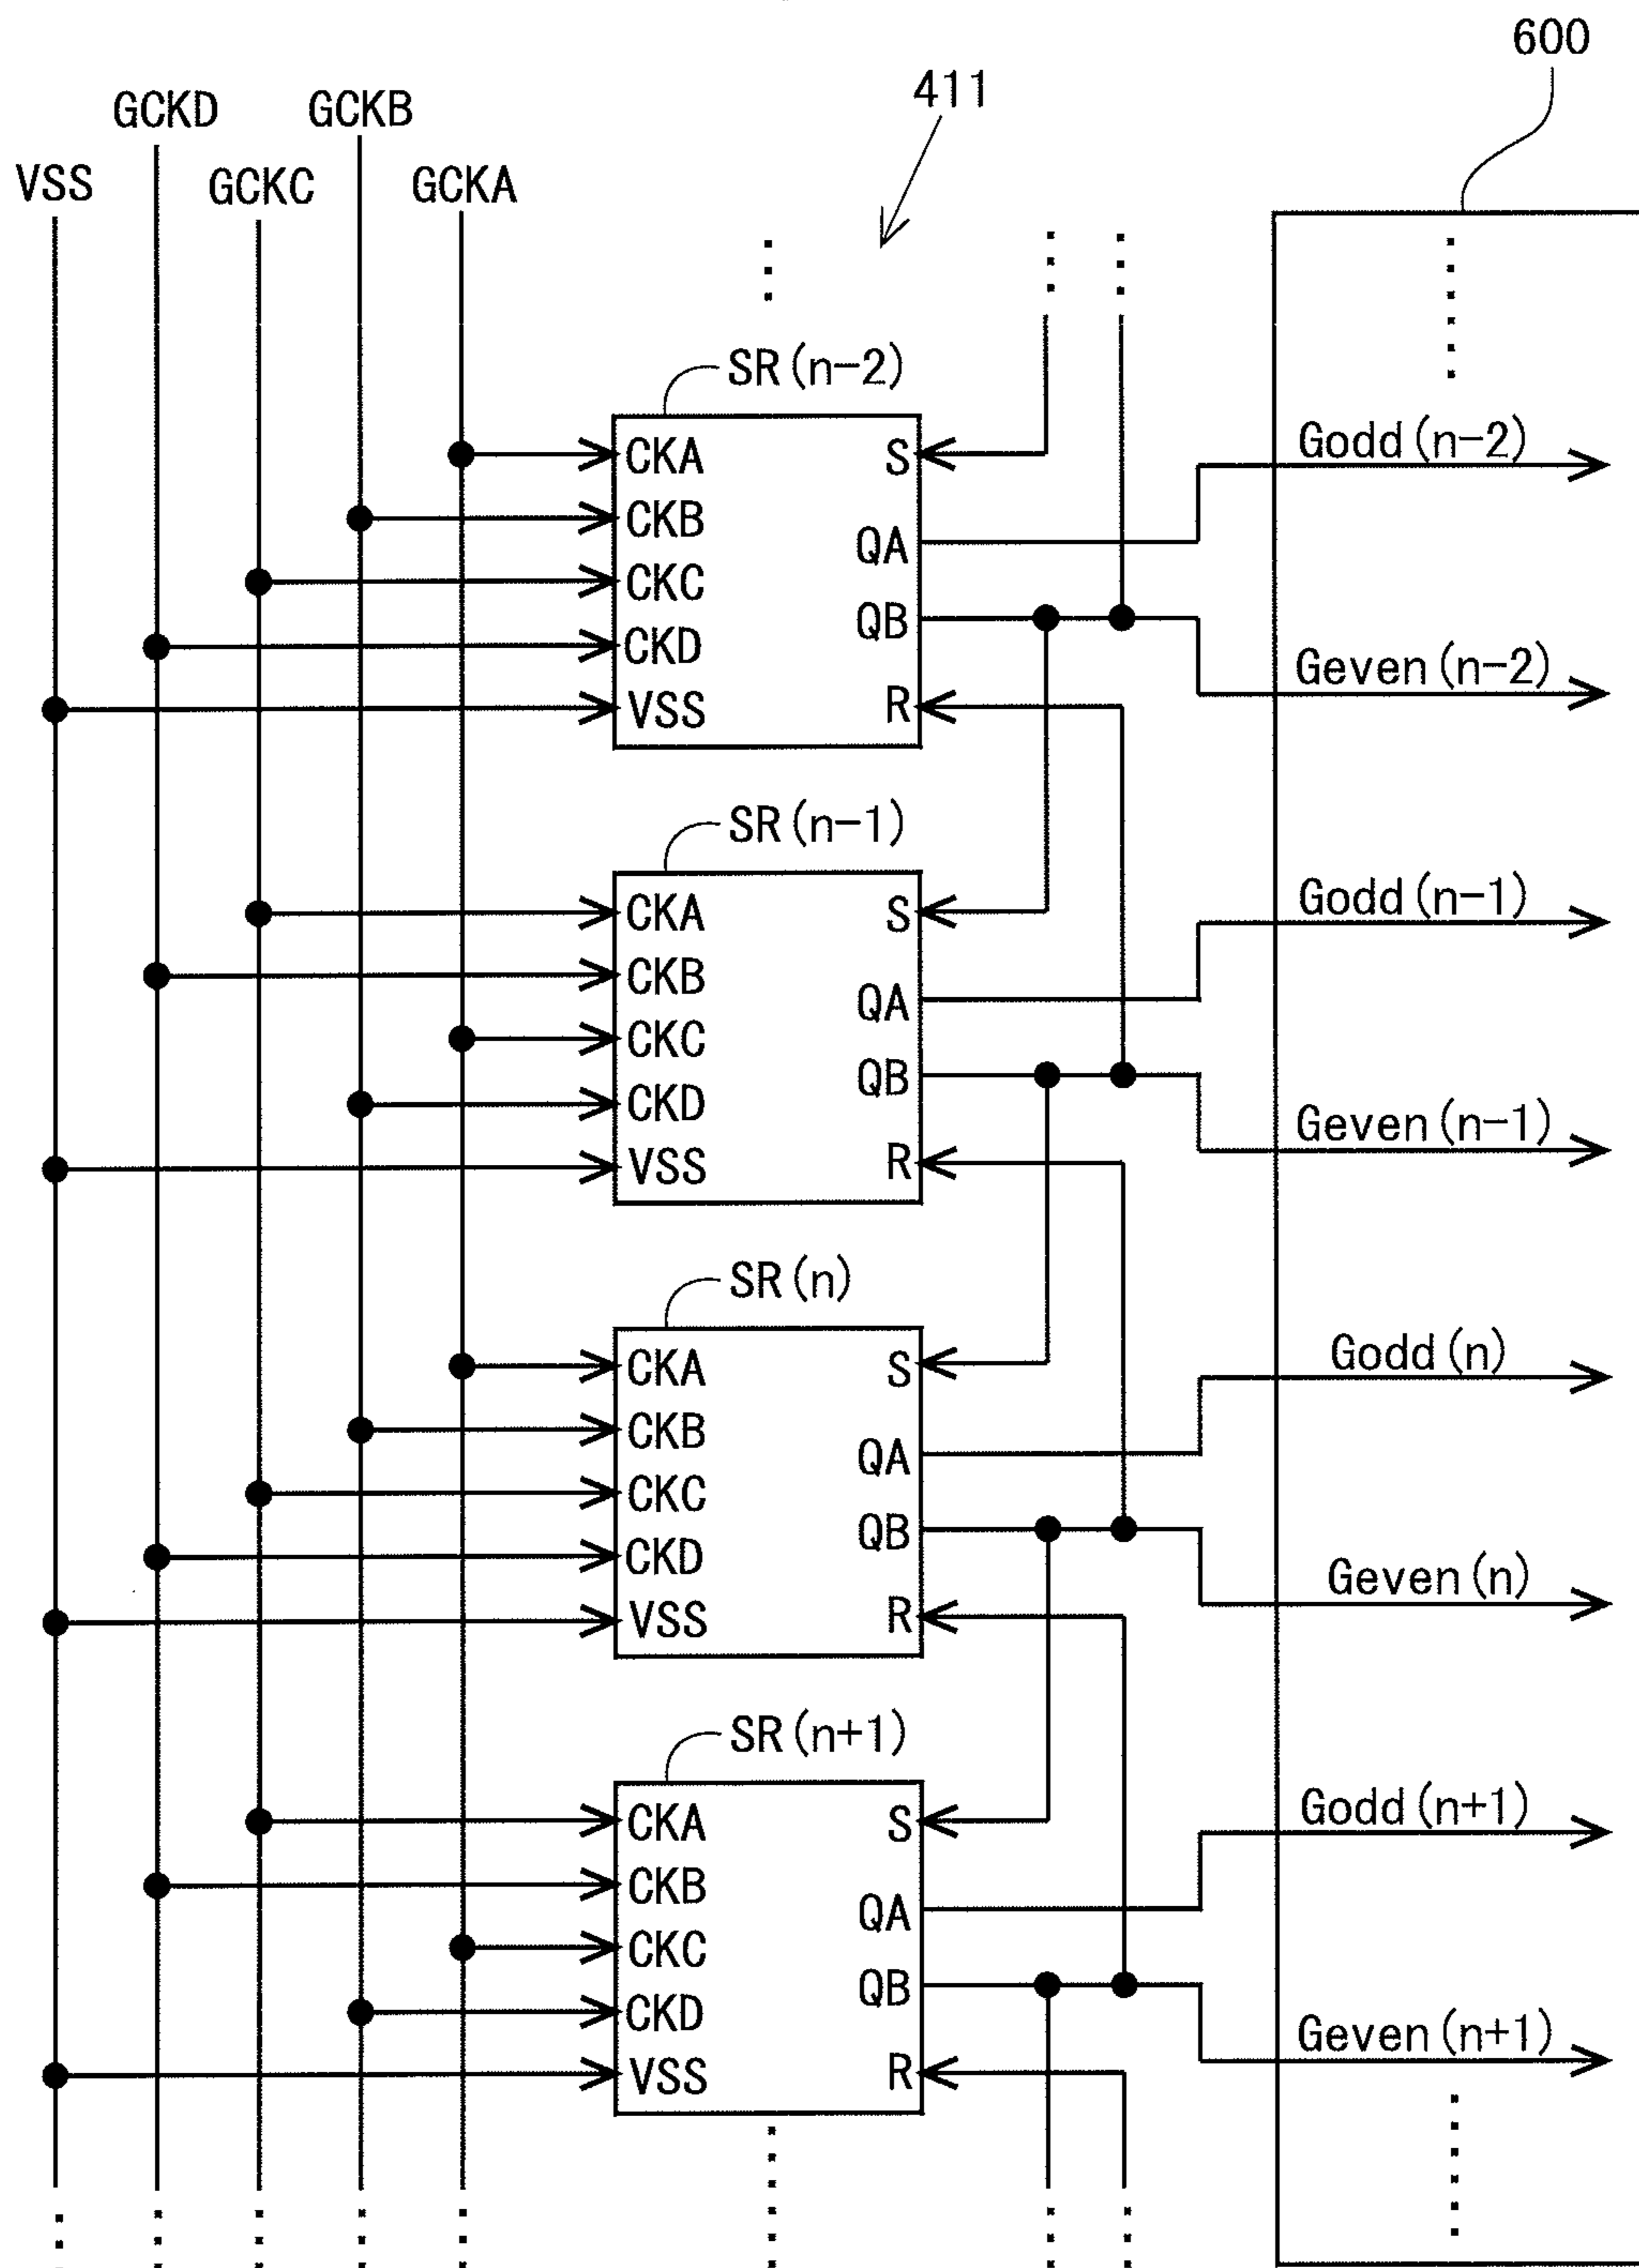 600
411
GCKD
GCKB
VSS
GCKC
GCKA
SR(n-2)
CKA
CKB
CKC
CKD
VSS
S
QA
QB
R
Godd(n-2)
Geven(n-2)
SR(n-1)
CKA
CKB
CKC
CKD
VSS
S
QA
QB
R
Godd(n-1)
Geven(n-1)
SR(n)
CKA
CKB
CKC
CKD
VSS
S
QA
QB
R
Godd(n)
Geven(n)
SR(n+1)
CKA
CKB
CKC
CKD
VSS
S
QA
QB
R
Godd(n+1)
Geven(n+1)